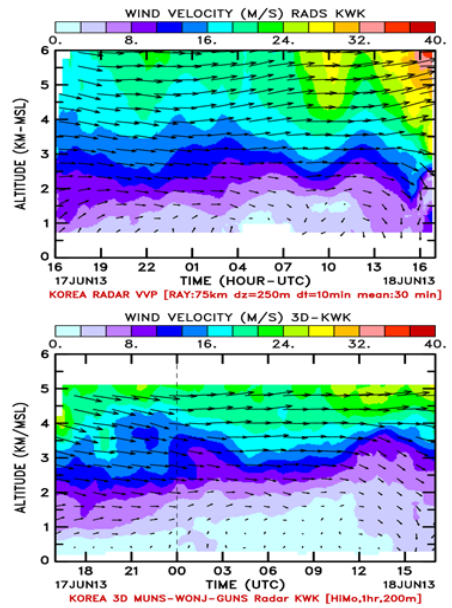 WIND VELOCITY (M/S) RADS KWK
0. 8. 16. 24. 32. 40.
6
5
4
3
2
1
0
ALTITUDE (KM-MSL)
16 19 22 01 04 07 10 13 16
17JUN13 TIME (HOUR-UTC) 18JUN13
KOREA RADAR VVP [RAY:75km dz=250m dt=10min mean:30 min]
WIND VELOCITY (M/S) 3D-KWK
0. 8. 16. 24. 32. 40.
6
5
4
3
2
1
0
ALTITUDE (KM/MSL)
18 21 00 03 06 09 12 15
17JUN13 TIME (UTC) 18JUN13
KOREA 3D MUNS-WONJ-GUNS Radar KWK [HIMo,1hr,200m]